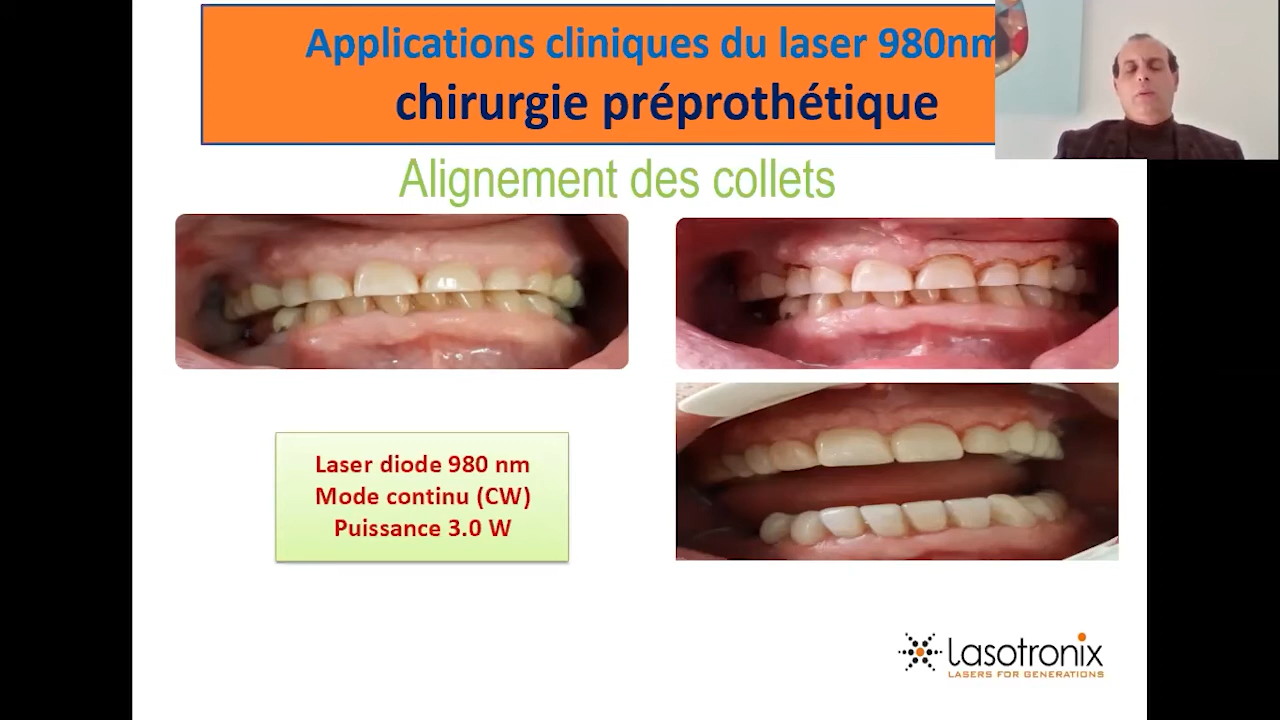 Applications cliniques du laser 980nm
chirurgie préprothétique
Alignement des collets
Laser diode 980 nm
Mode continu (CW)
Puissance 3.0 W
Lasotronix
LASERS FOR GENERATIONS